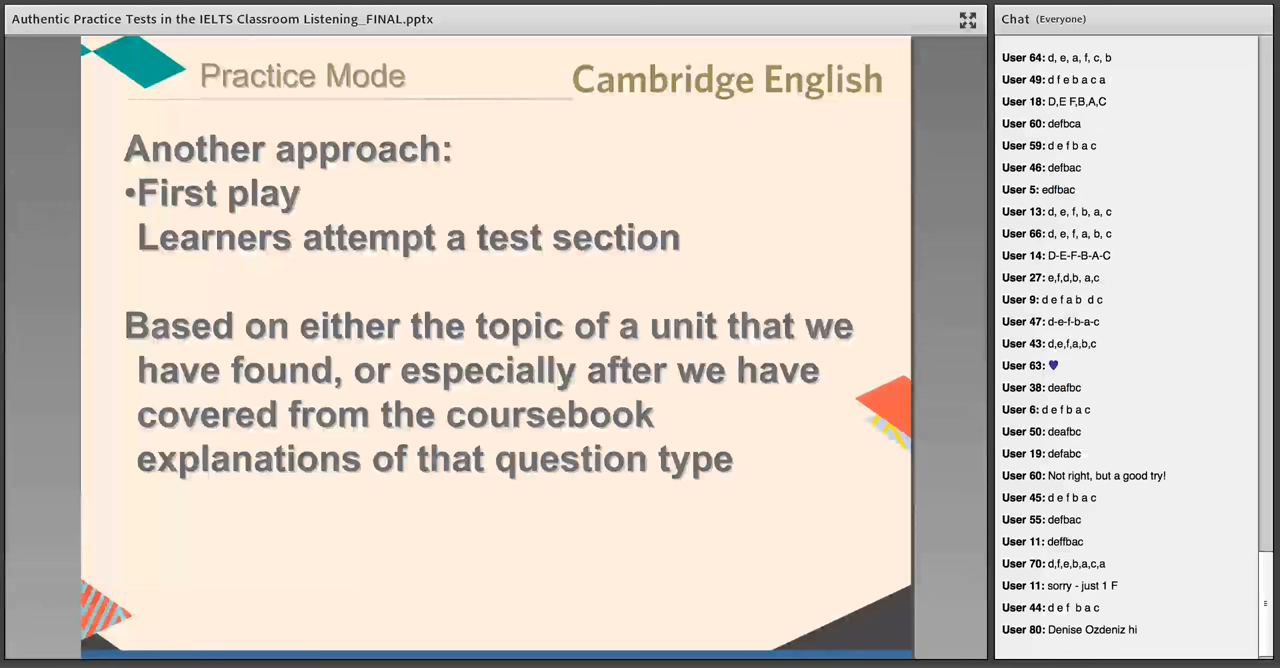 Authentic Practice Tests in the IELTS Classroom Listening_FINAL.pptx
Practice Mode
Cambridge English
Another approach:
•First play
Learners attempt a test section
Based on either the topic of a unit that we
have found, or especially after we have
covered from the coursebook
explanations of that question type
Chat (Everyone)
User 64: d, e, a, f, c, b
User 49: d f e b a c a
User 18: D,E F,B,A,C
User 60: defbca
User 59: d e f b a c
User 46: defbac
User 5: edfbac
User 13: d, e, f, b, a, c
User 66: d, e, f, a, b, c
User 14: D-E-F-B-A-C
User 27: e,f,d,b, a,c
User 9: d e f a b  d c
User 47: d-e-f-b-a-c
User 43: d,e,f,a,b,c
User 63: 💜
User 38: deafbc
User 6: d e f b a c
User 50: deafbc
User 19: defabc
User 60: Not right, but a good try!
User 45: d e f b a c
User 55: defbac
User 11: deffbac
User 70: d,f,e,b,a,c,a
User 11: sorry - just 1 F
User 44: d e f  b a c
User 80: Denise Ozdeniz hi